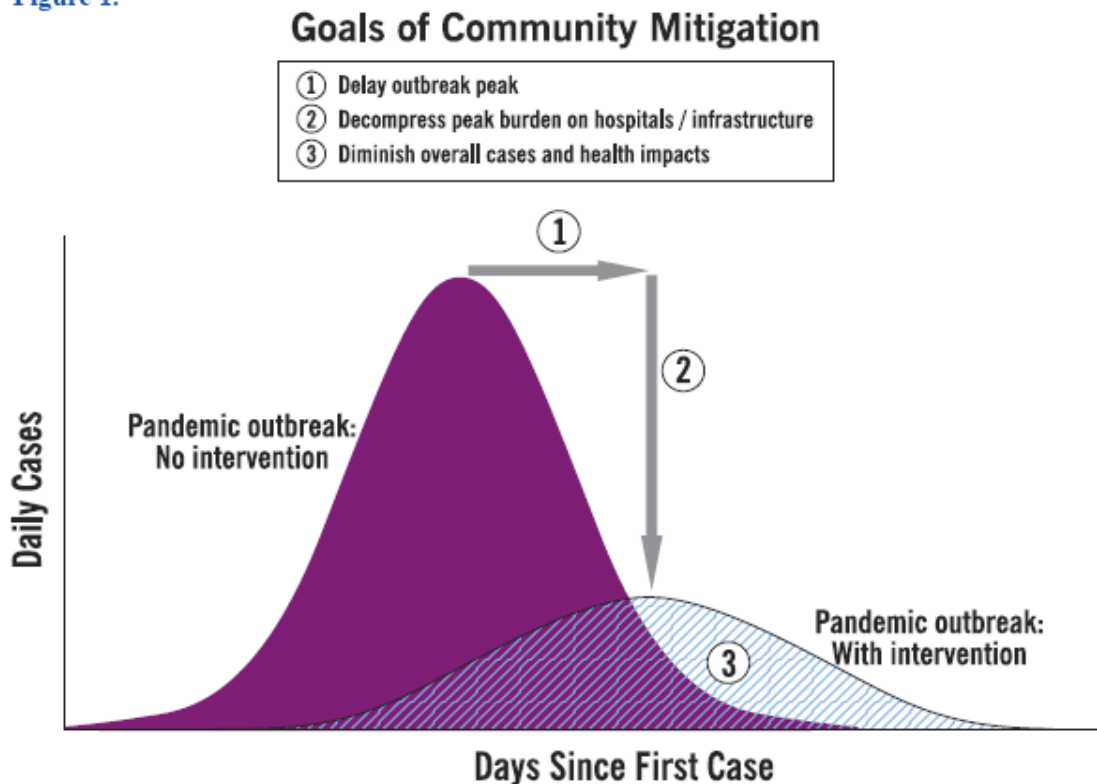 Figure 1.
Goals of Community Mitigation
① Delay outbreak peak
② Decompress peak burden on hospitals / infrastructure
③ Diminish overall cases and health impacts
①
②
Pandemic outbreak:
No intervention
Daily Cases
Pandemic outbreak:
With intervention
③
Days Since First Case